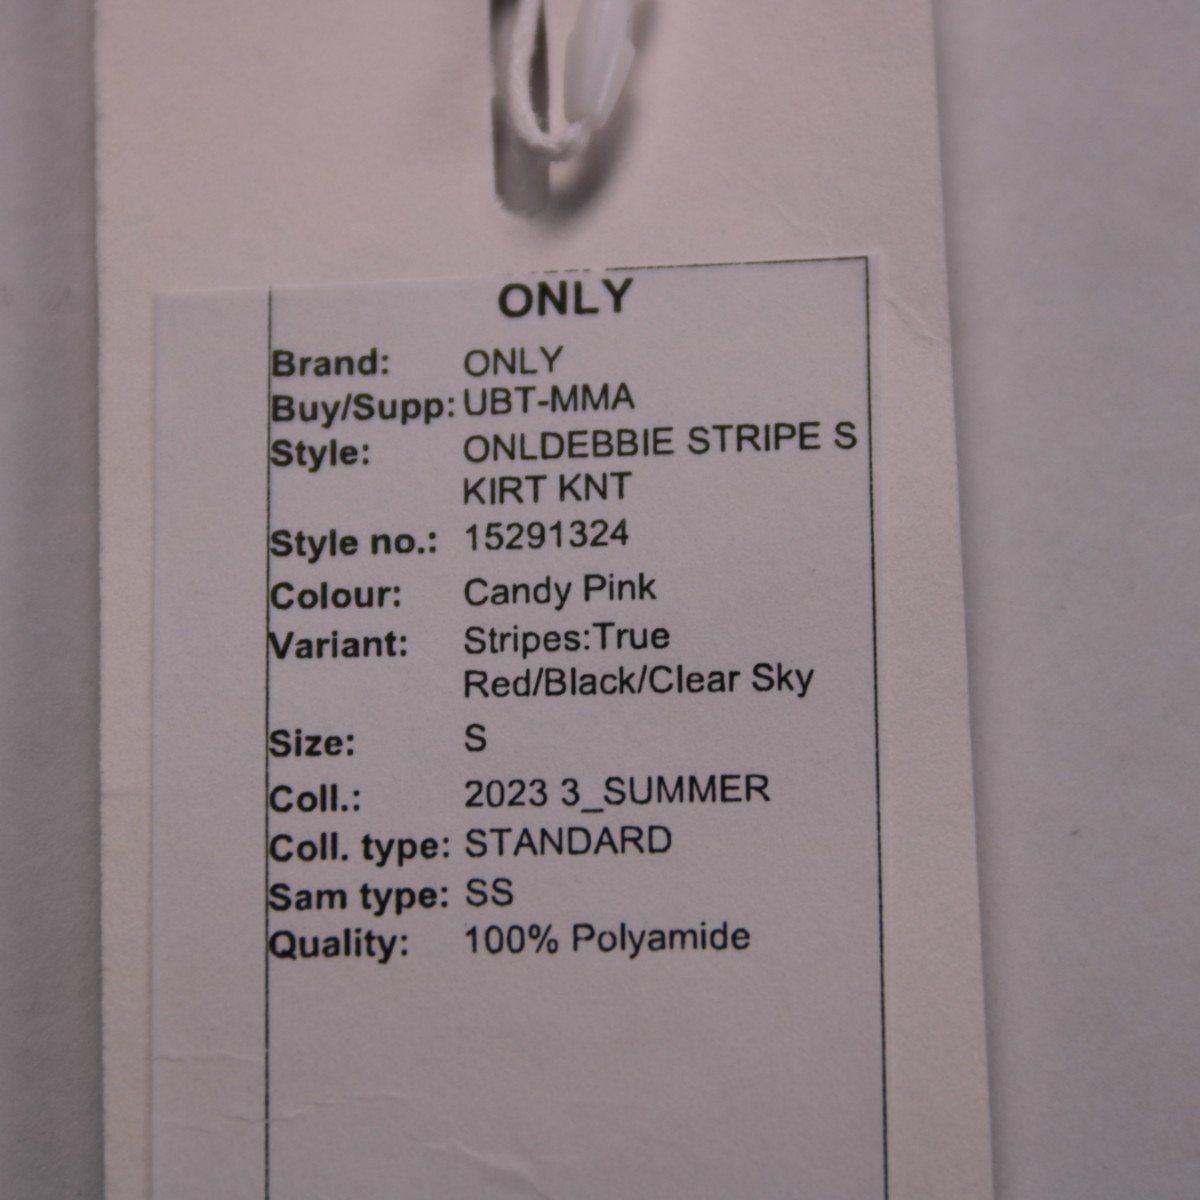 ONLY
Brand: ONLY
Buy/Supp: UBT-MMA
Style: ONLDEBBIE STRIPE S
KIRT KNT
Style no.: 15291324
Colour: Candy Pink
Variant: Stripes:True
Red/Black/Clear Sky
Size: S
Coll.: 2023 3_SUMMER
Coll. type: STANDARD
Sam type: SS
Quality: 100% Polyamide